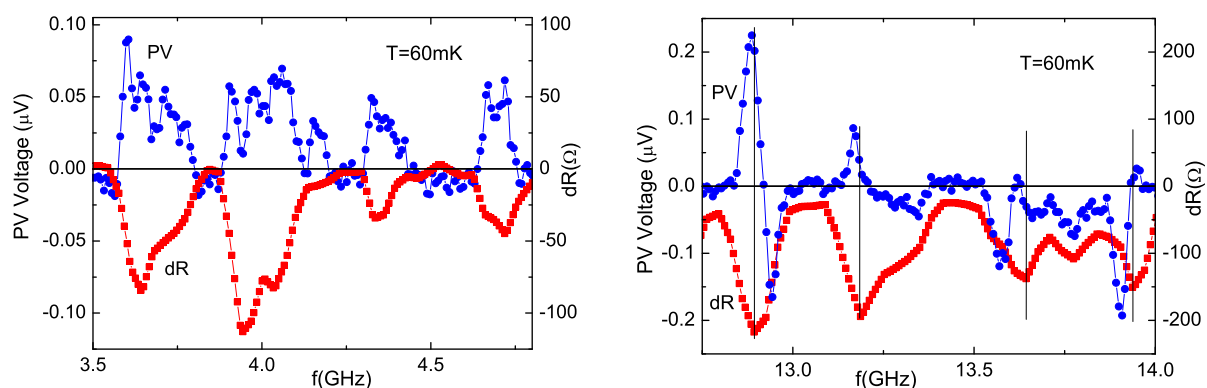 PV
T=60mK
dR
PV Voltage (μV)
0.10
0.05
0.00
-0.05
-0.10
100
50
0
-50
-100
dR(Ω)
3.5
4.0
4.5
f(GHz)
PV
T=60mK
dR
PV Voltage (μV)
0.2
0.1
0.0
-0.1
-0.2
200
100
0
-100
-200
dR(Ω)
13.0
13.5
14.0
f(GHz)